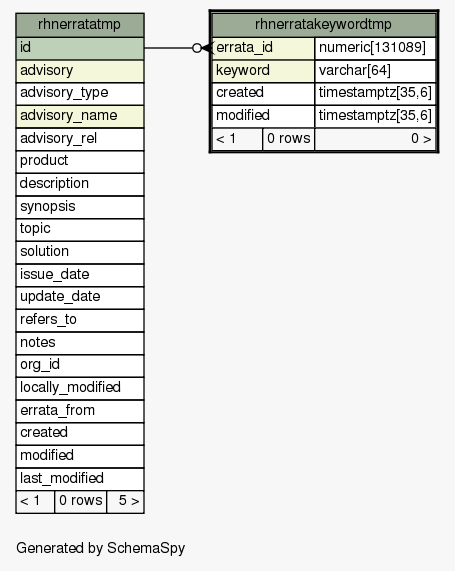 rhnerratatmp
id
advisory
advisory_type
advisory_name
advisory_rel
product
description
synopsis
topic
solution
issue_date
update_date
refers_to
notes
org_id
locally_modified
errata_from
created
modified
last_modified
< 1 0 rows 5 >
rhnerratakeywordtmp
errata_id numeric[131089]
keyword varchar[64]
created timestamptz[35,6]
modified timestamptz[35,6]
< 1 0 rows 0 >
Generated by SchemaSpy